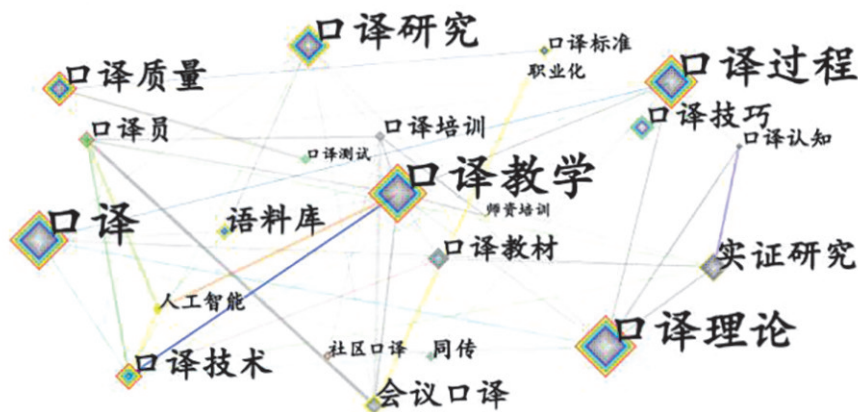 口译研究
口译标准
口译质量
职业化
口译过程
口译员
口译培训
口译技巧
口译认知
口译测试
口译教学
口译
语料库
师资培训
口译教材
实证研究
人工智能
口译理论
口译技术
社区口译
同传
会议口译